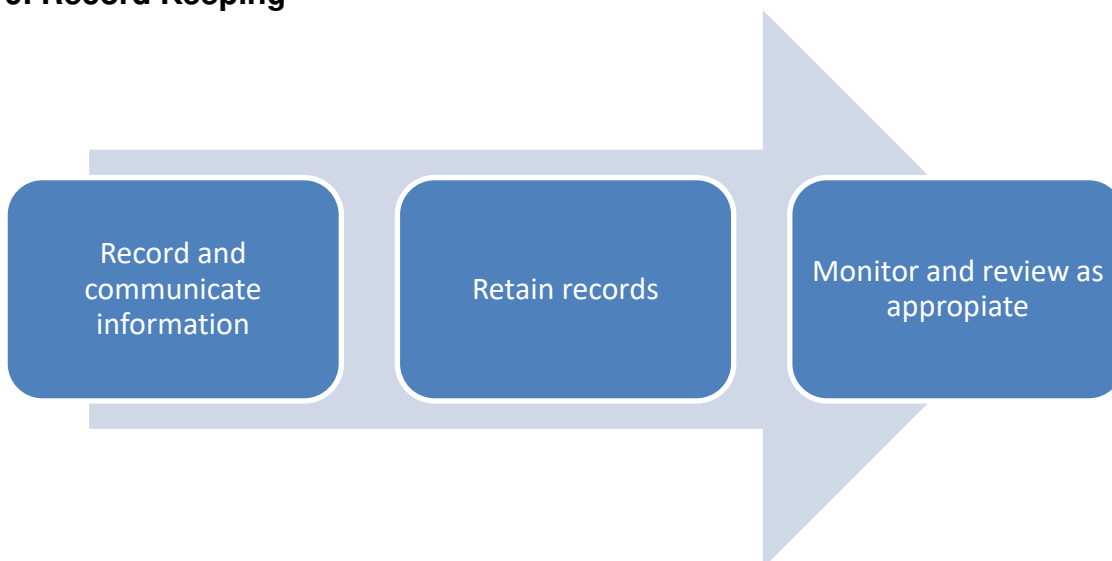 Record Keeping
Record and
communicate
information
Retain records
Monitor and review as
appropiate